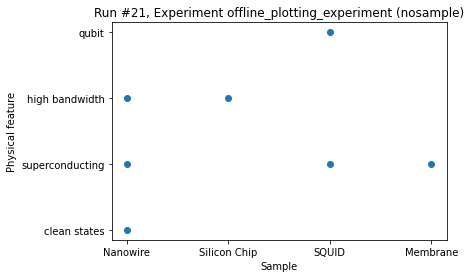 Run #21, Experiment offline_plotting_experiment (nosample)
qubit
high bandwidth
superconducting
clean states
Physical feature
Nanowire Silicon Chip SQUID Membrane
Sample